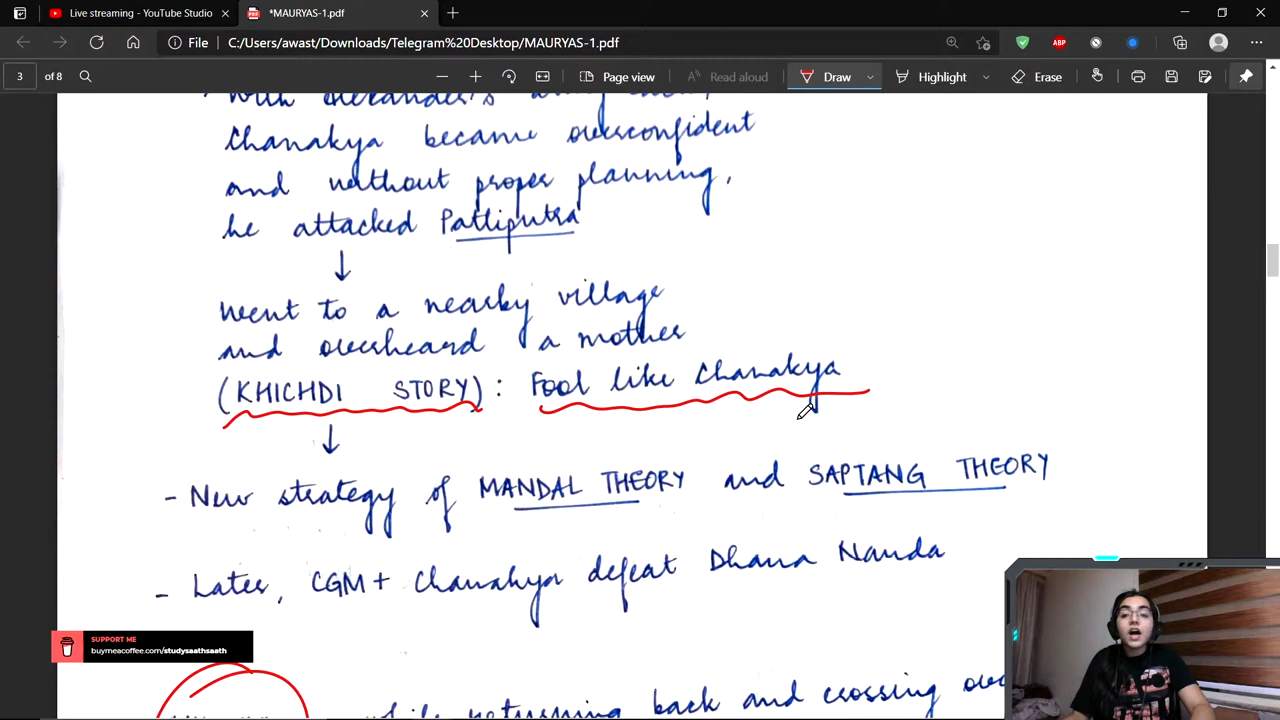 Live streaming - YouTube Studio
*MAURYAS-1.pdf
File
C:/Users/awast/Downloads/Telegram%20Desktop/MAURYAS-1.pdf
ABP
3 of 8
Page view
Read aloud
Draw
Highlight
Erase
with Alexander's
Chanakya became overconfident
and without proper planning,
he attacked Patliputra
↓
went to a nearby village
and overheard a mother
(KHICHDI STORY) : Fool like Chanakya
↓
- New strategy of MANDAL THEORY and SAPTANG THEORY
- Later, CGM + Chanakya defeat Dhana Nanda
SUPPORT ME
buymeacoffee.com/studysaathsaath
while returning back and crossing